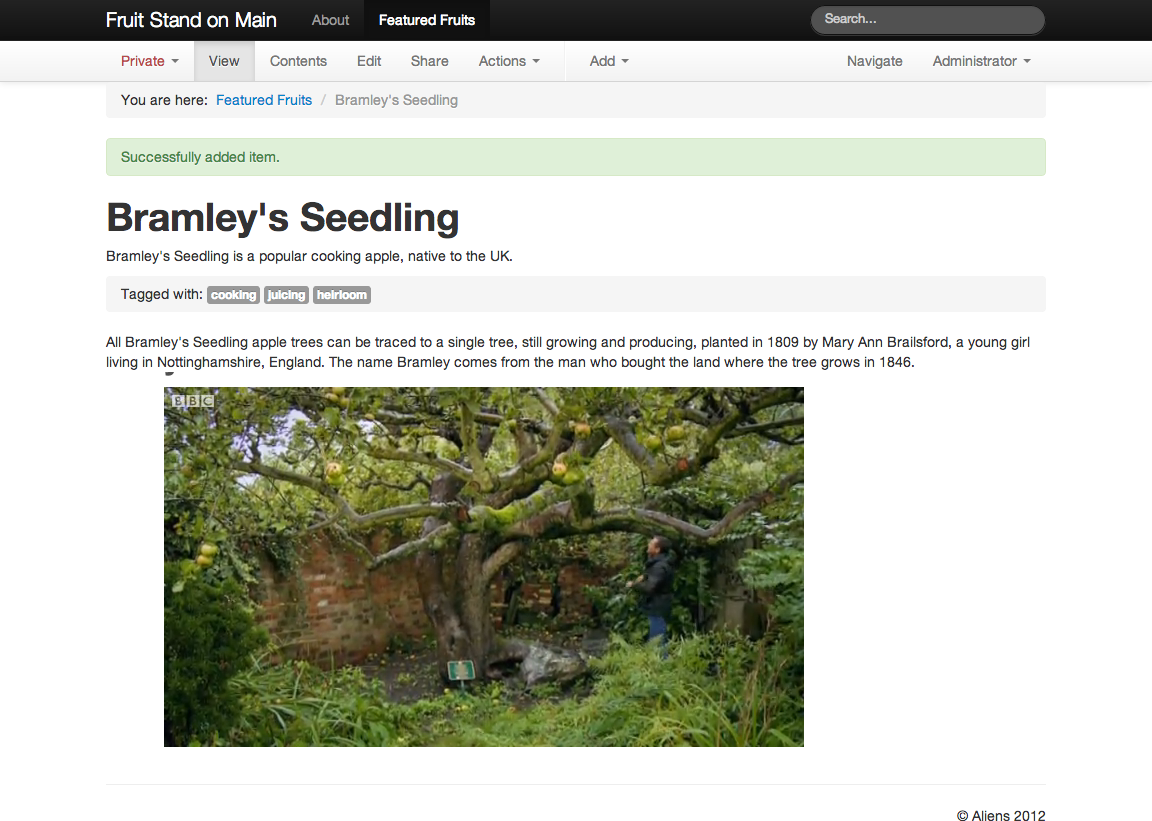 Fruit Stand on Main About Featured Fruits Search...
Private View Contents Edit Share Actions Add Navigate Administrator
You are here: Featured Fruits / Bramley's Seedling
Successfully added item.
Bramley's Seedling
Bramley's Seedling is a popular cooking apple, native to the UK.
Tagged with: cooking juicing heirloom
All Bramley's Seedling apple trees can be traced to a single tree, still growing and producing, planted in 1809 by Mary Ann Brailsford, a young girl
living in Nottinghamshire, England. The name Bramley comes from the man who bought the land where the tree grows in 1846.
BBC
© Aliens 2012